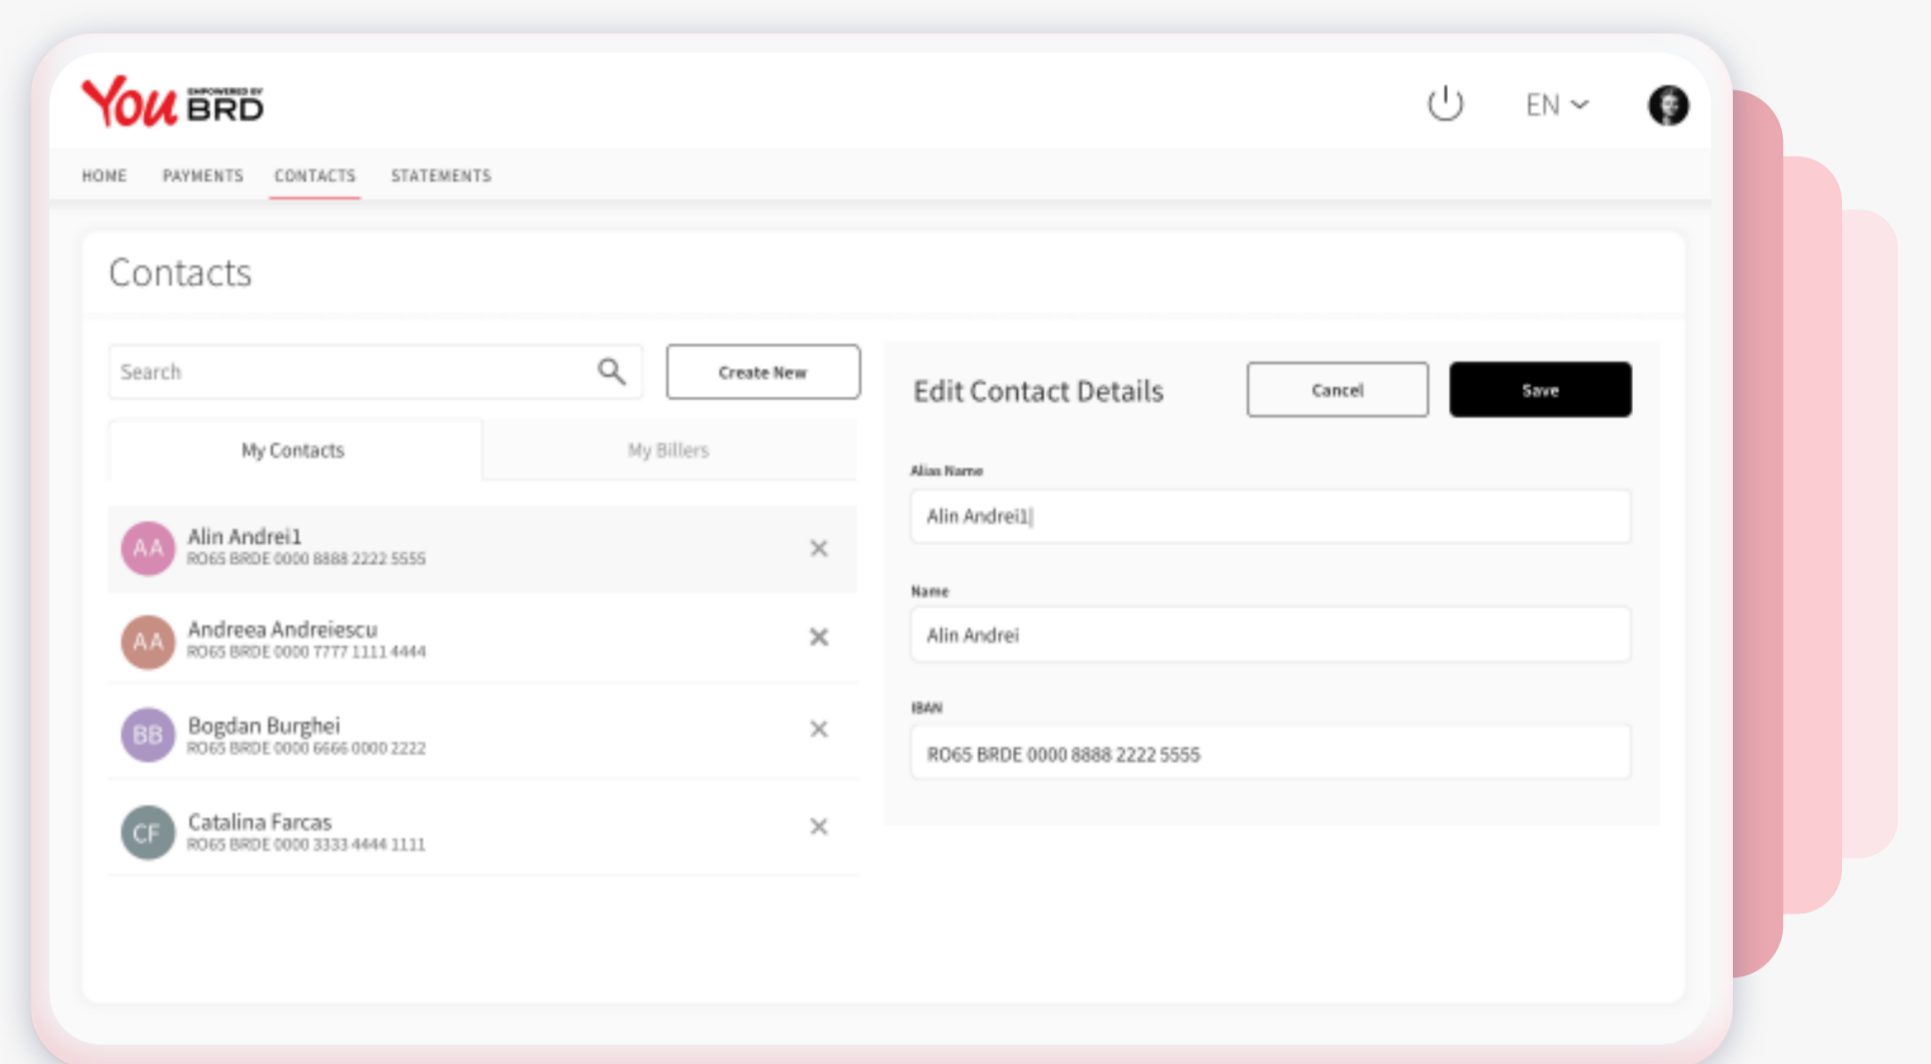 You EMPOWERED BY
BRD
EN
HOME PAYMENTS CONTACTS STATEMENTS
Contacts
Search
Create New
My Contacts My Billers
AA
Alin Andrei1
RO65 BRDE 0000 8888 2222 5555
AA
Andreea Andreiescu
RO65 BRDE 0000 7777 1111 4444
BB
Bogdan Burghei
RO65 BRDE 0000 6666 0000 2222
CF
Catalina Farcas
RO65 BRDE 0000 3333 4444 1111
Edit Contact Details
Cancel
Save
Alias Name
Alin Andrei1
Name
Alin Andrei
IBAN
RO65 BRDE 0000 8888 2222 5555